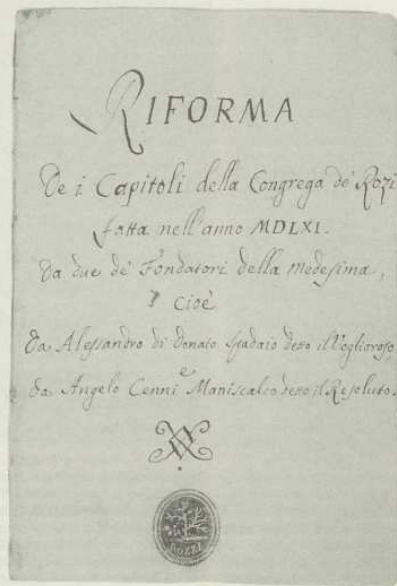 RIFORMA
De i Capitoli della Congrega de' Rozi
fatta nell'anno MDLXI.
Da due de' Fondatori della Medesima,
cioè
Da Alessandro di Donato Spadaio detto il Voglioroso,
e
Da Angelo Cenni Maniscalco detto il Resoluto.
ROZZI